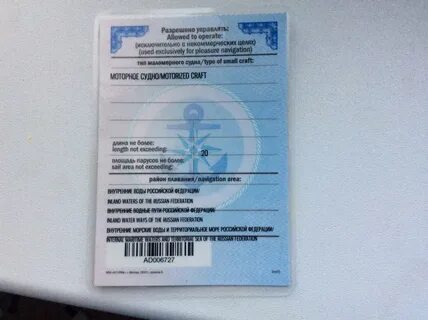 Разрешено управлять:
Allowed to operate:
(исключительно в некоммерческих целях)
(used exclusively for pleasure navigation)
тип маломерного судна/type of small craft:
МОТОРНОЕ СУДНО/MOTORIZED CRAFT
длина не более:
length not exceeding: 20
площадь парусов не более:
sail area not exceeding:
район плавания/navigation area:
ВНУТРЕННИЕ ВОДЫ РОССИЙСКОЙ ФЕДЕРАЦИИ/
INLAND WATERS OF THE RUSSIAN FEDERATION
ВНУТРЕННИЕ ВОДНЫЕ ПУТИ РОССИЙСКОЙ ФЕДЕРАЦИИ/
INLAND WATER WAYS OF THE RUSSIAN FEDERATION
ВНУТРЕННИЕ МОРСКИЕ ВОДЫ И ТЕРРИТОРИАЛЬНОЕ МОРЕ РОССИЙСКОЙ ФЕДЕРАЦИИ/
INTERNAL MARITIME WATERS AND TERRITORIAL SEA OF THE RUSSIAN FEDERATION
AD006727